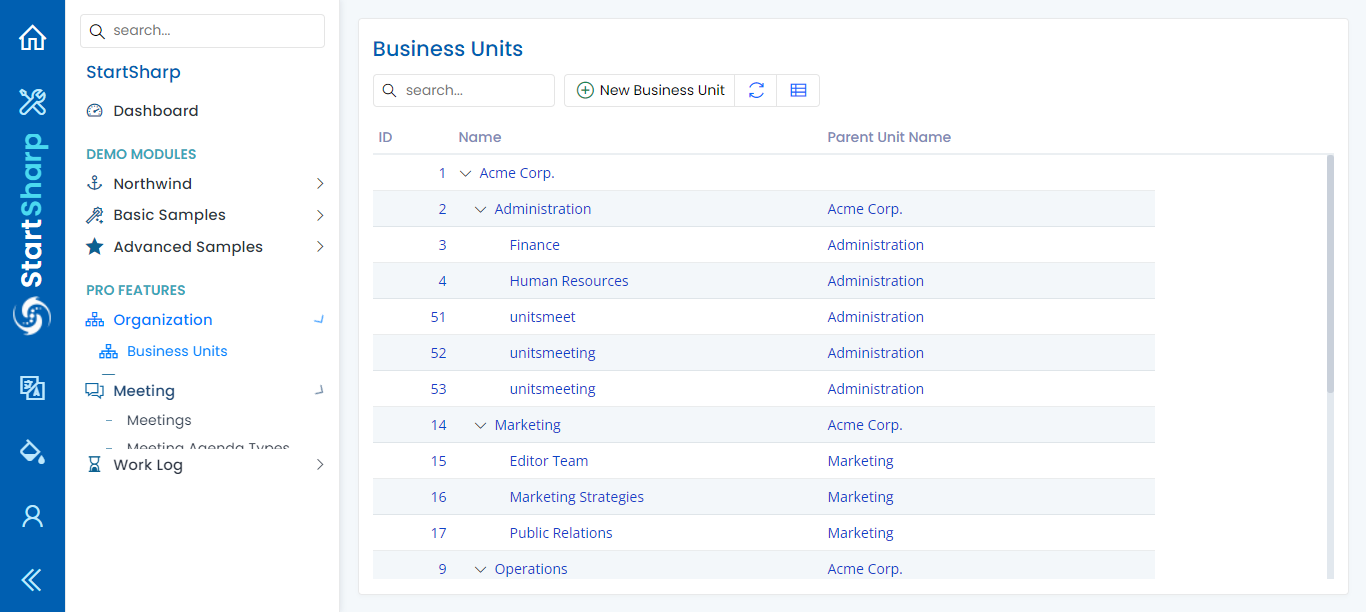 StartSharp
search...
StartSharp
Dashboard
DEMO MODULES
Northwind
Basic Samples
Advanced Samples
PRO FEATURES
Organization
Business Units
Meeting
Meetings
Meeting Agenda Types
Work Log
Business Units
search...
New Business Unit
ID Name Parent Unit Name
1 Acme Corp.
2 Administration Acme Corp.
3 Finance Administration
4 Human Resources Administration
51 unitsmeet Administration
52 unitsmeeting Administration
53 unitsmeeting Administration
14 Marketing Acme Corp.
15 Editor Team Marketing
16 Marketing Strategies Marketing
17 Public Relations Marketing
9 Operations Acme Corp.